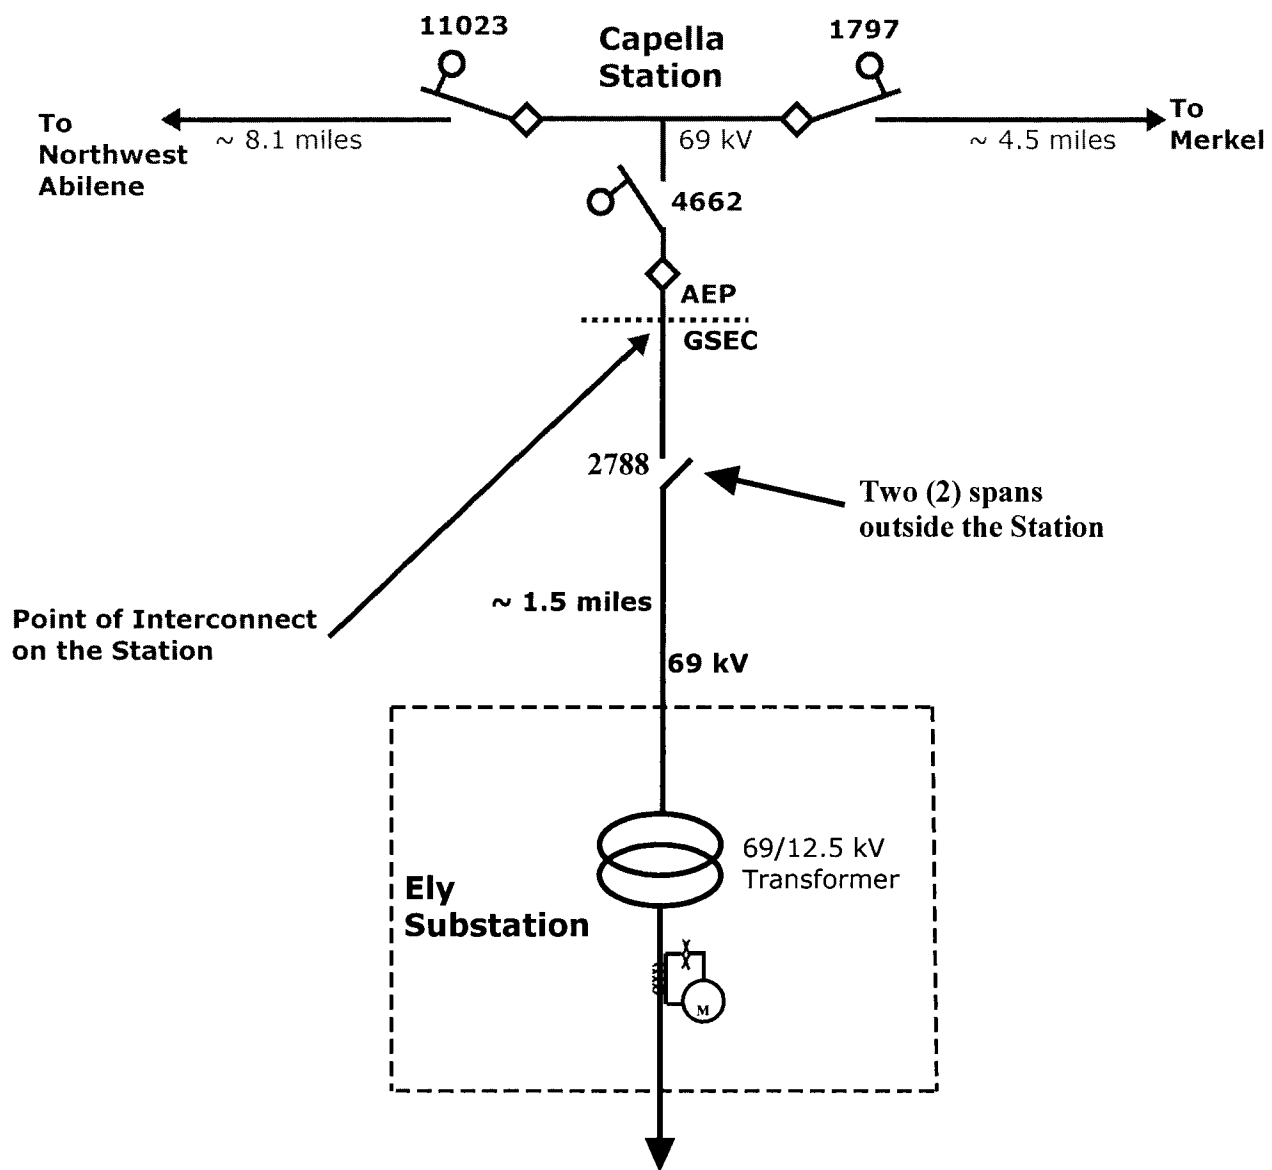 11023
Capella
Station
1797
To
Northwest
Abilene
~ 8.1 miles
69 kV
~ 4.5 miles
To
Merkel
4662
AEP
GSEC
2788
Two (2) spans
outside the Station
~ 1.5 miles
Point of Interconnect
on the Station
69 kV
69/12.5 kV
Transformer
Ely
Substation
M